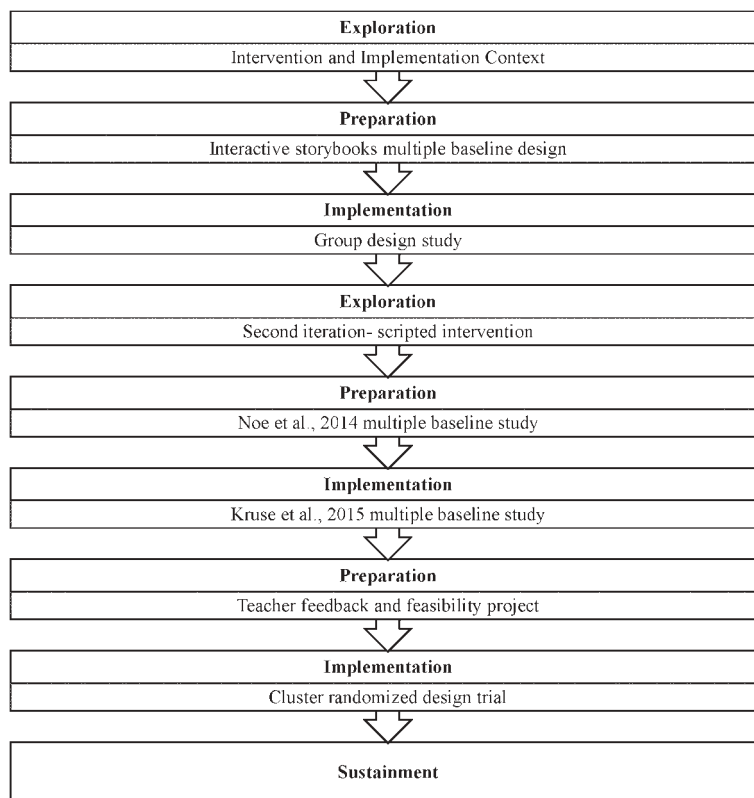 Exploration
Intervention and Implementation Context
Preparation
Interactive storybooks multiple baseline design
Implementation
Group design study
Exploration
Second iteration- scripted intervention
Preparation
Noe et al., 2014 multiple baseline study
Implementation
Kruse et al., 2015 multiple baseline study
Preparation
Teacher feedback and feasibility project
Implementation
Cluster randomized design trial
Sustainment